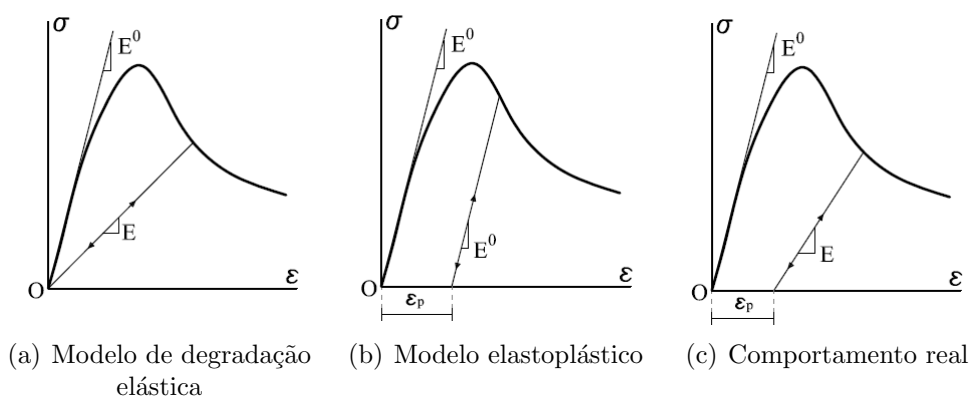 σ
E⁰
E
O
ε
(a) Modelo de degradação
elástica
σ
E⁰
E⁰
O
ε
εₚ
(b) Modelo elastoplástico
σ
E⁰
E
O
ε
εₚ
(c) Comportamento real